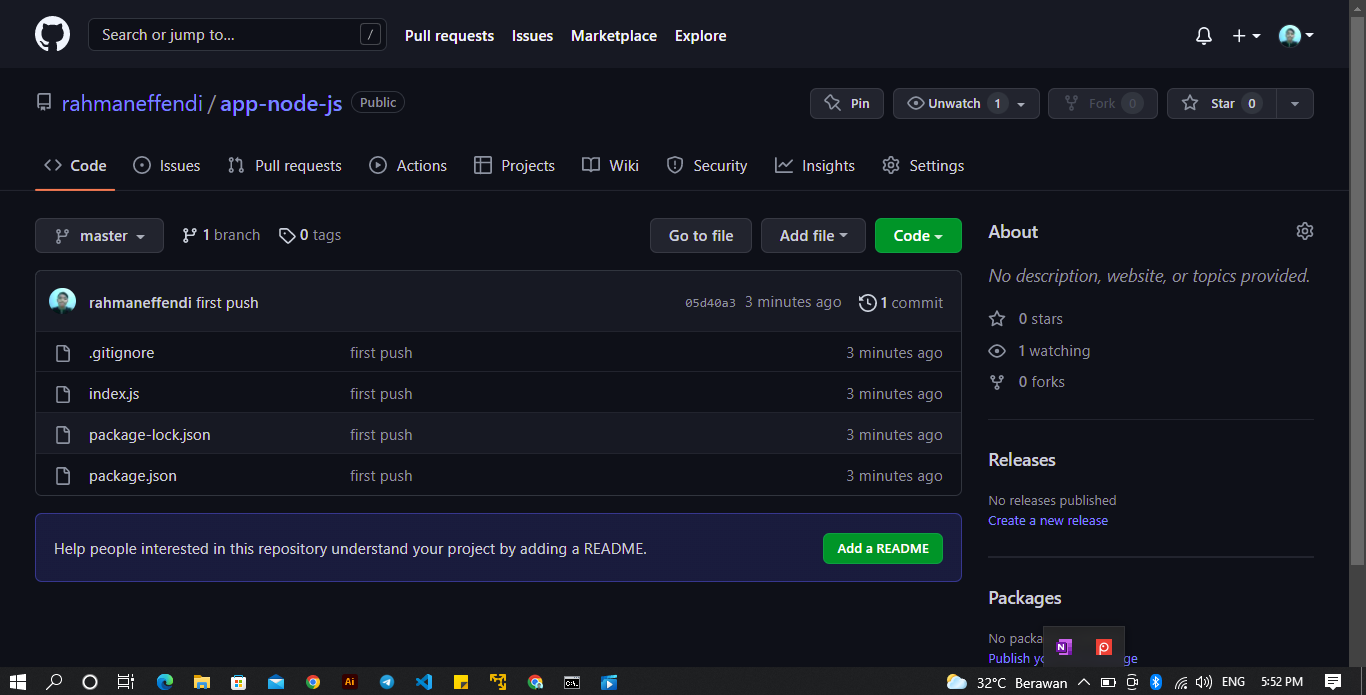 Search or jump to... /
Pull requests Issues Marketplace Explore
rahmaneffendi / app-node-js Public
Pin
Unwatch 1
Fork 0
Star 0
Code Issues Pull requests Actions Projects Wiki Security Insights Settings
master 1 branch 0 tags
Go to file Add file Code
rahmaneffendi first push 05d40a3 3 minutes ago 1 commit
.gitignore first push 3 minutes ago
index.js first push 3 minutes ago
package-lock.json first push 3 minutes ago
package.json first push 3 minutes ago
Help people interested in this repository understand your project by adding a README. Add a README
About
No description, website, or topics provided.
0 stars
1 watching
0 forks
Releases
No releases published
Create a new release
Packages
No packa
Publish yo ge
N P
Ai C:\_ 32°C Berawan ENG 5:52 PM